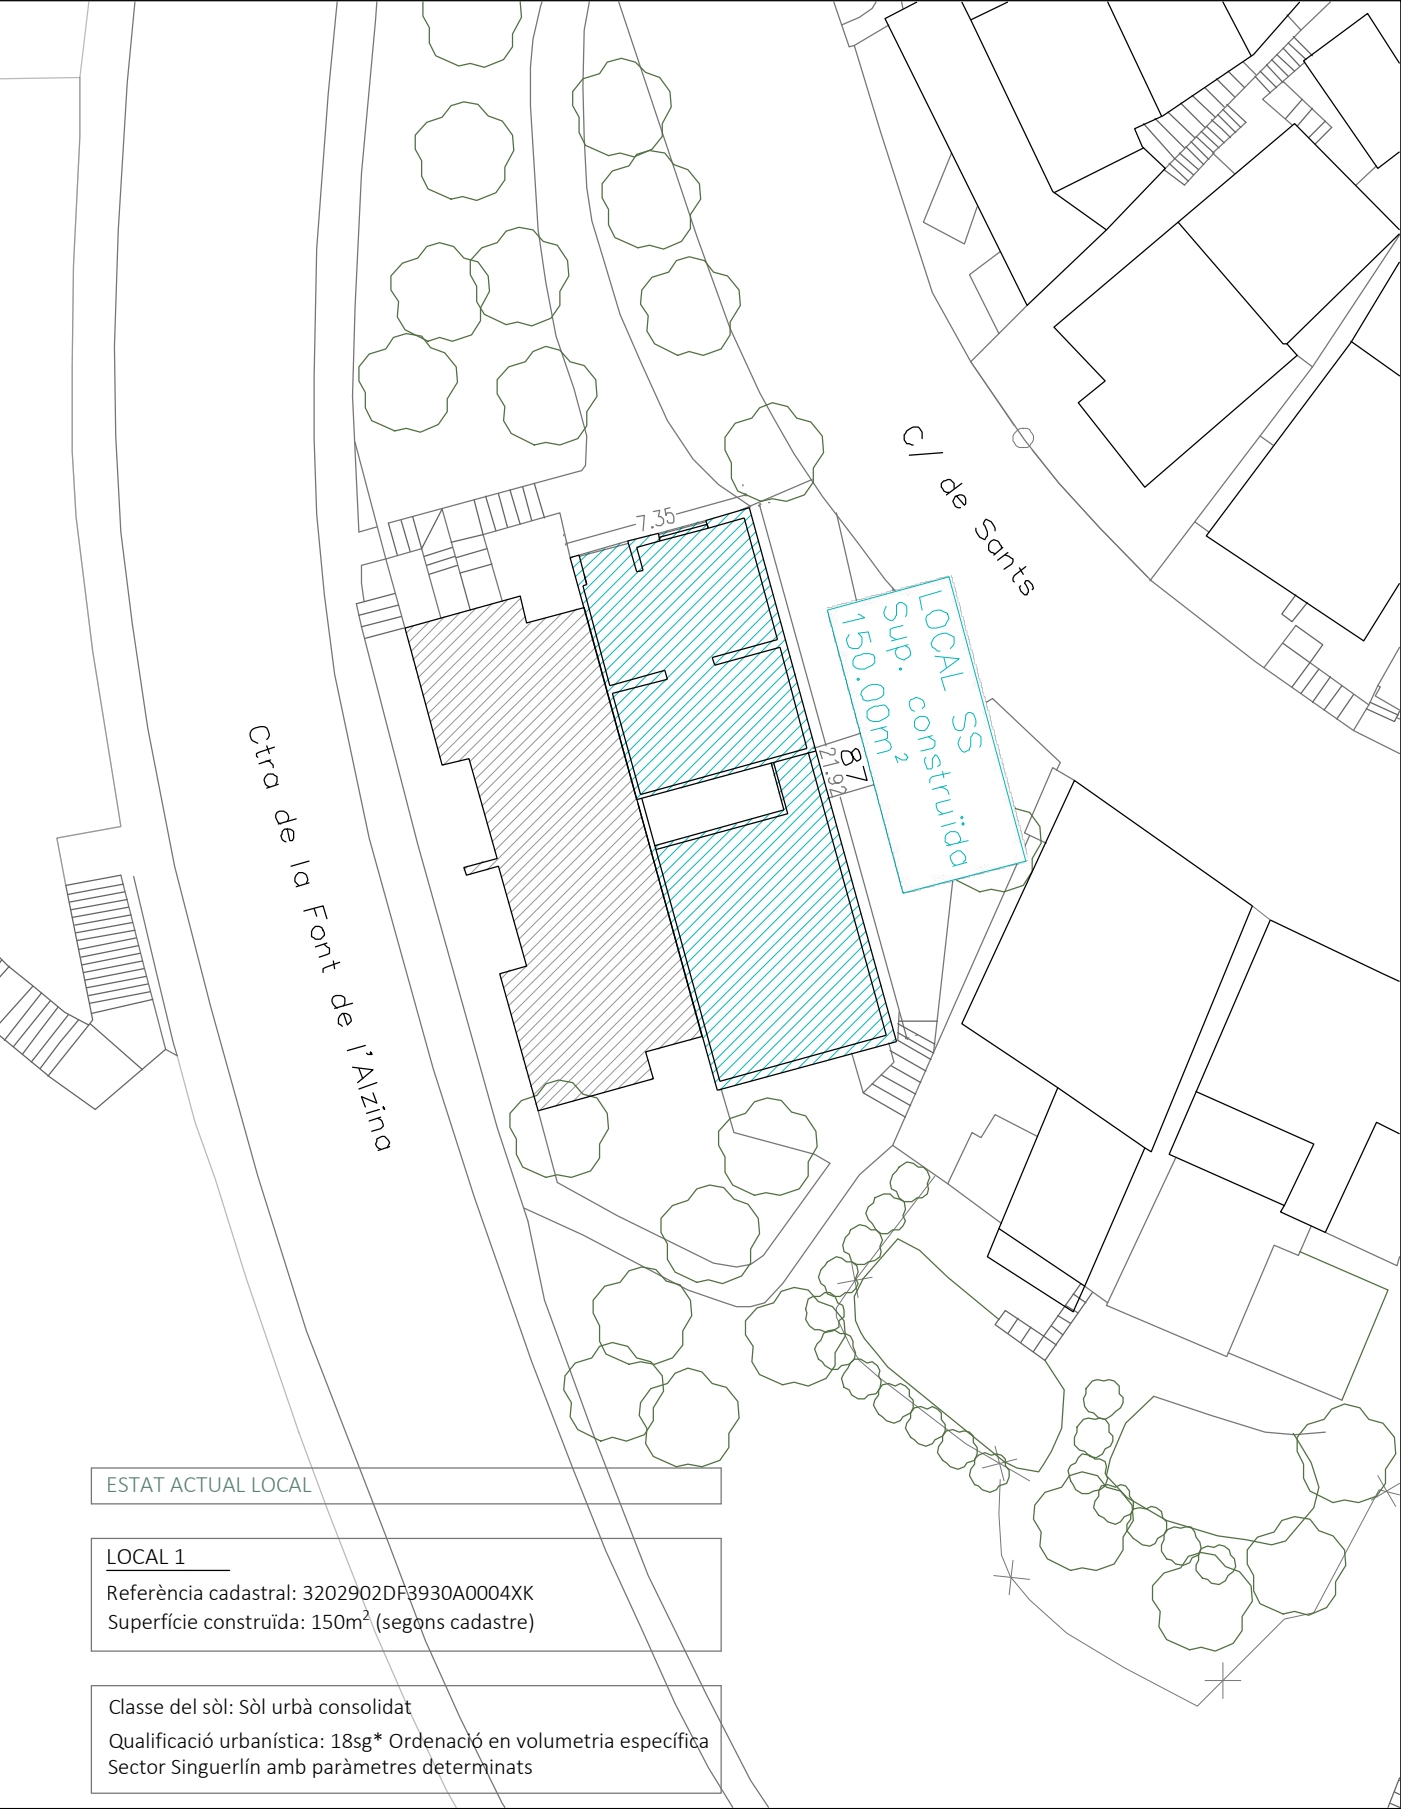 C/ de Sants
7.35
LOCAL SS
Sup. construïda
150.00m²
87
21.92
Ctra de la Font de l'Alzina
ESTAT ACTUAL LOCAL
LOCAL 1
Referència cadastral: 3202902DF3930A0004XK
Superfície construïda: 150m² (segons cadastre)
Classe del sòl: Sòl urbà consolidat
Qualificació urbanística: 18sg* Ordenació en volumetria específica
Sector Singuerlín amb paràmetres determinats